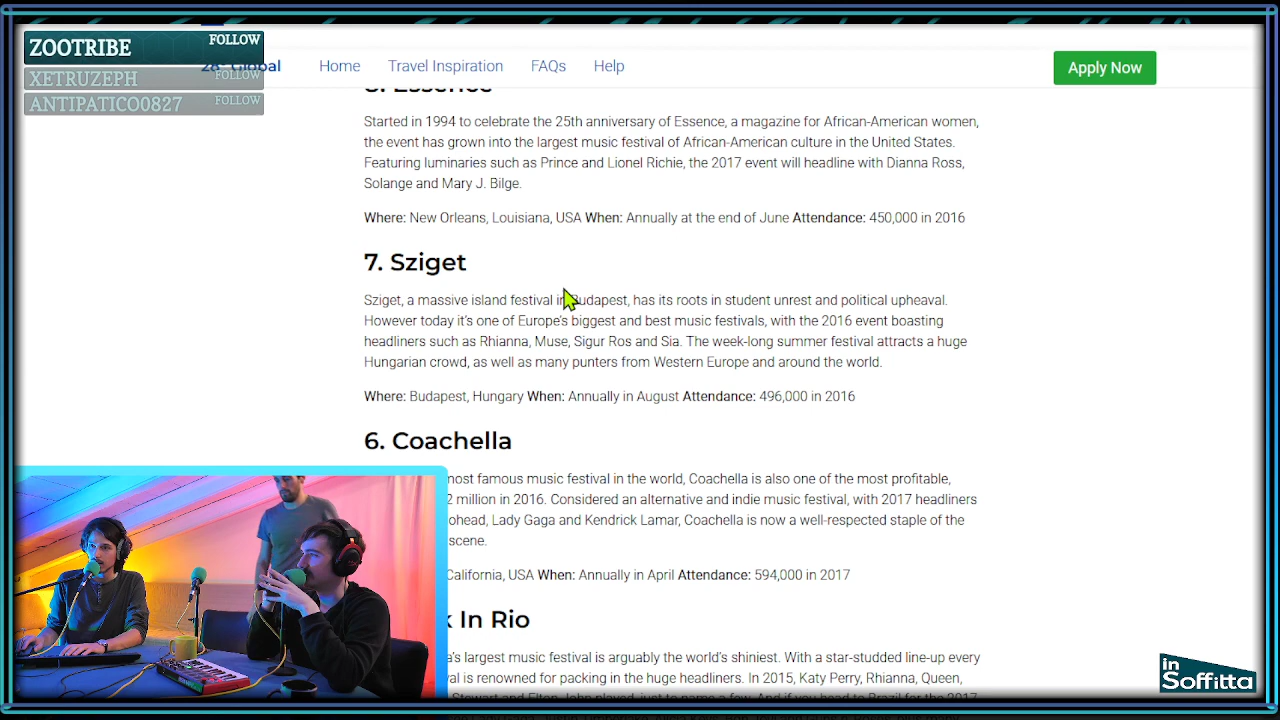 ZOOTRIBE FOLLOW
XETRUZEPH FOLLOW
ANTIPATICO0827 FOLLOW
Global Home Travel Inspiration FAQs Help Apply Now
Essence
Started in 1994 to celebrate the 25th anniversary of Essence, a magazine for African-American women,
the event has grown into the largest music festival of African-American culture in the United States.
Featuring luminaries such as Prince and Lionel Richie, the 2017 event will headline with Dianna Ross,
Solange and Mary J. Bilge.
Where: New Orleans, Louisiana, USA When: Annually at the end of June Attendance: 450,000 in 2016
7. Sziget
Sziget, a massive island festival in Budapest, has its roots in student unrest and political upheaval.
However today it's one of Europe's biggest and best music festivals, with the 2016 event boasting
headliners such as Rhianna, Muse, Sigur Ros and Sia. The week-long summer festival attracts a huge
Hungarian crowd, as well as many punters from Western Europe and around the world.
Where: Budapest, Hungary When: Annually in August Attendance: 496,000 in 2016
6. Coachella
most famous music festival in the world, Coachella is also one of the most profitable,
2 million in 2016. Considered an alternative and indie music festival, with 2017 headliners
ohead, Lady Gaga and Kendrick Lamar, Coachella is now a well-respected staple of the
scene.
California, USA When: Annually in April Attendance: 594,000 in 2017
k In Rio
a's largest music festival is arguably the world's shiniest. With a star-studded line-up every
al is renowned for packing in the huge headliners. In 2015, Katy Perry, Rhianna, Queen,
in
Soffitta